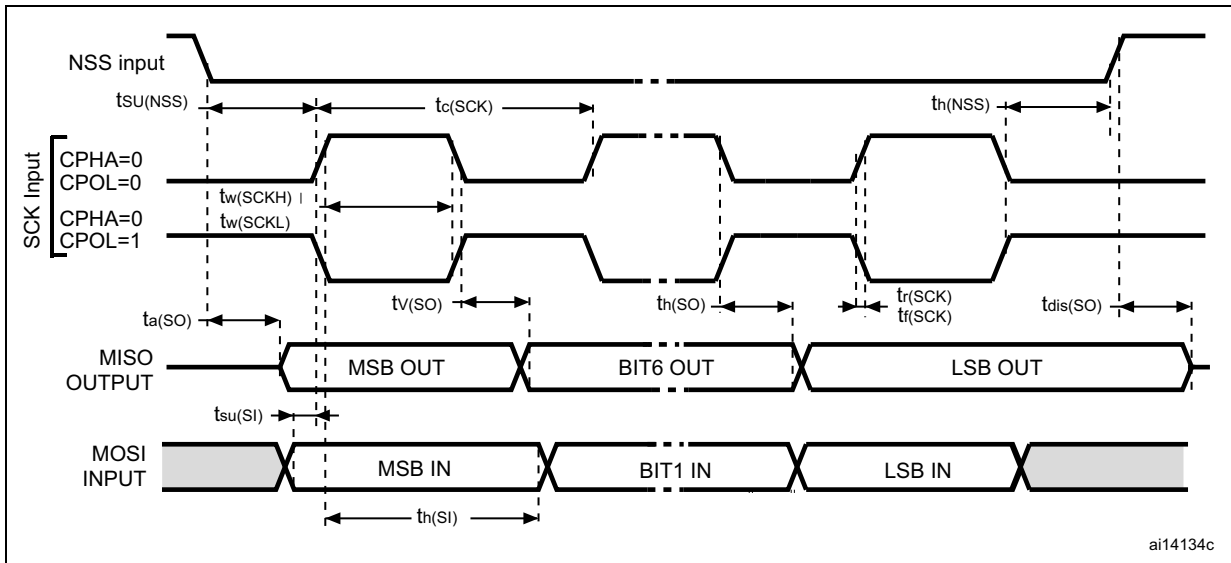 NSS input
tSU(NSS)
tc(SCK)
th(NSS)
SCK Input
CPHA=0
CPOL=0
tw(SCKH)
CPHA=0
tw(SCKL)
CPOL=1
tV(SO)
th(SO)
tr(SCK)
tf(SCK)
ta(SO)
tdis(SO)
MISO
OUTPUT
MSB OUT
BIT6 OUT
LSB OUT
tsu(SI)
MOSI
INPUT
MSB IN
BIT1 IN
LSB IN
th(SI)
ai14134c